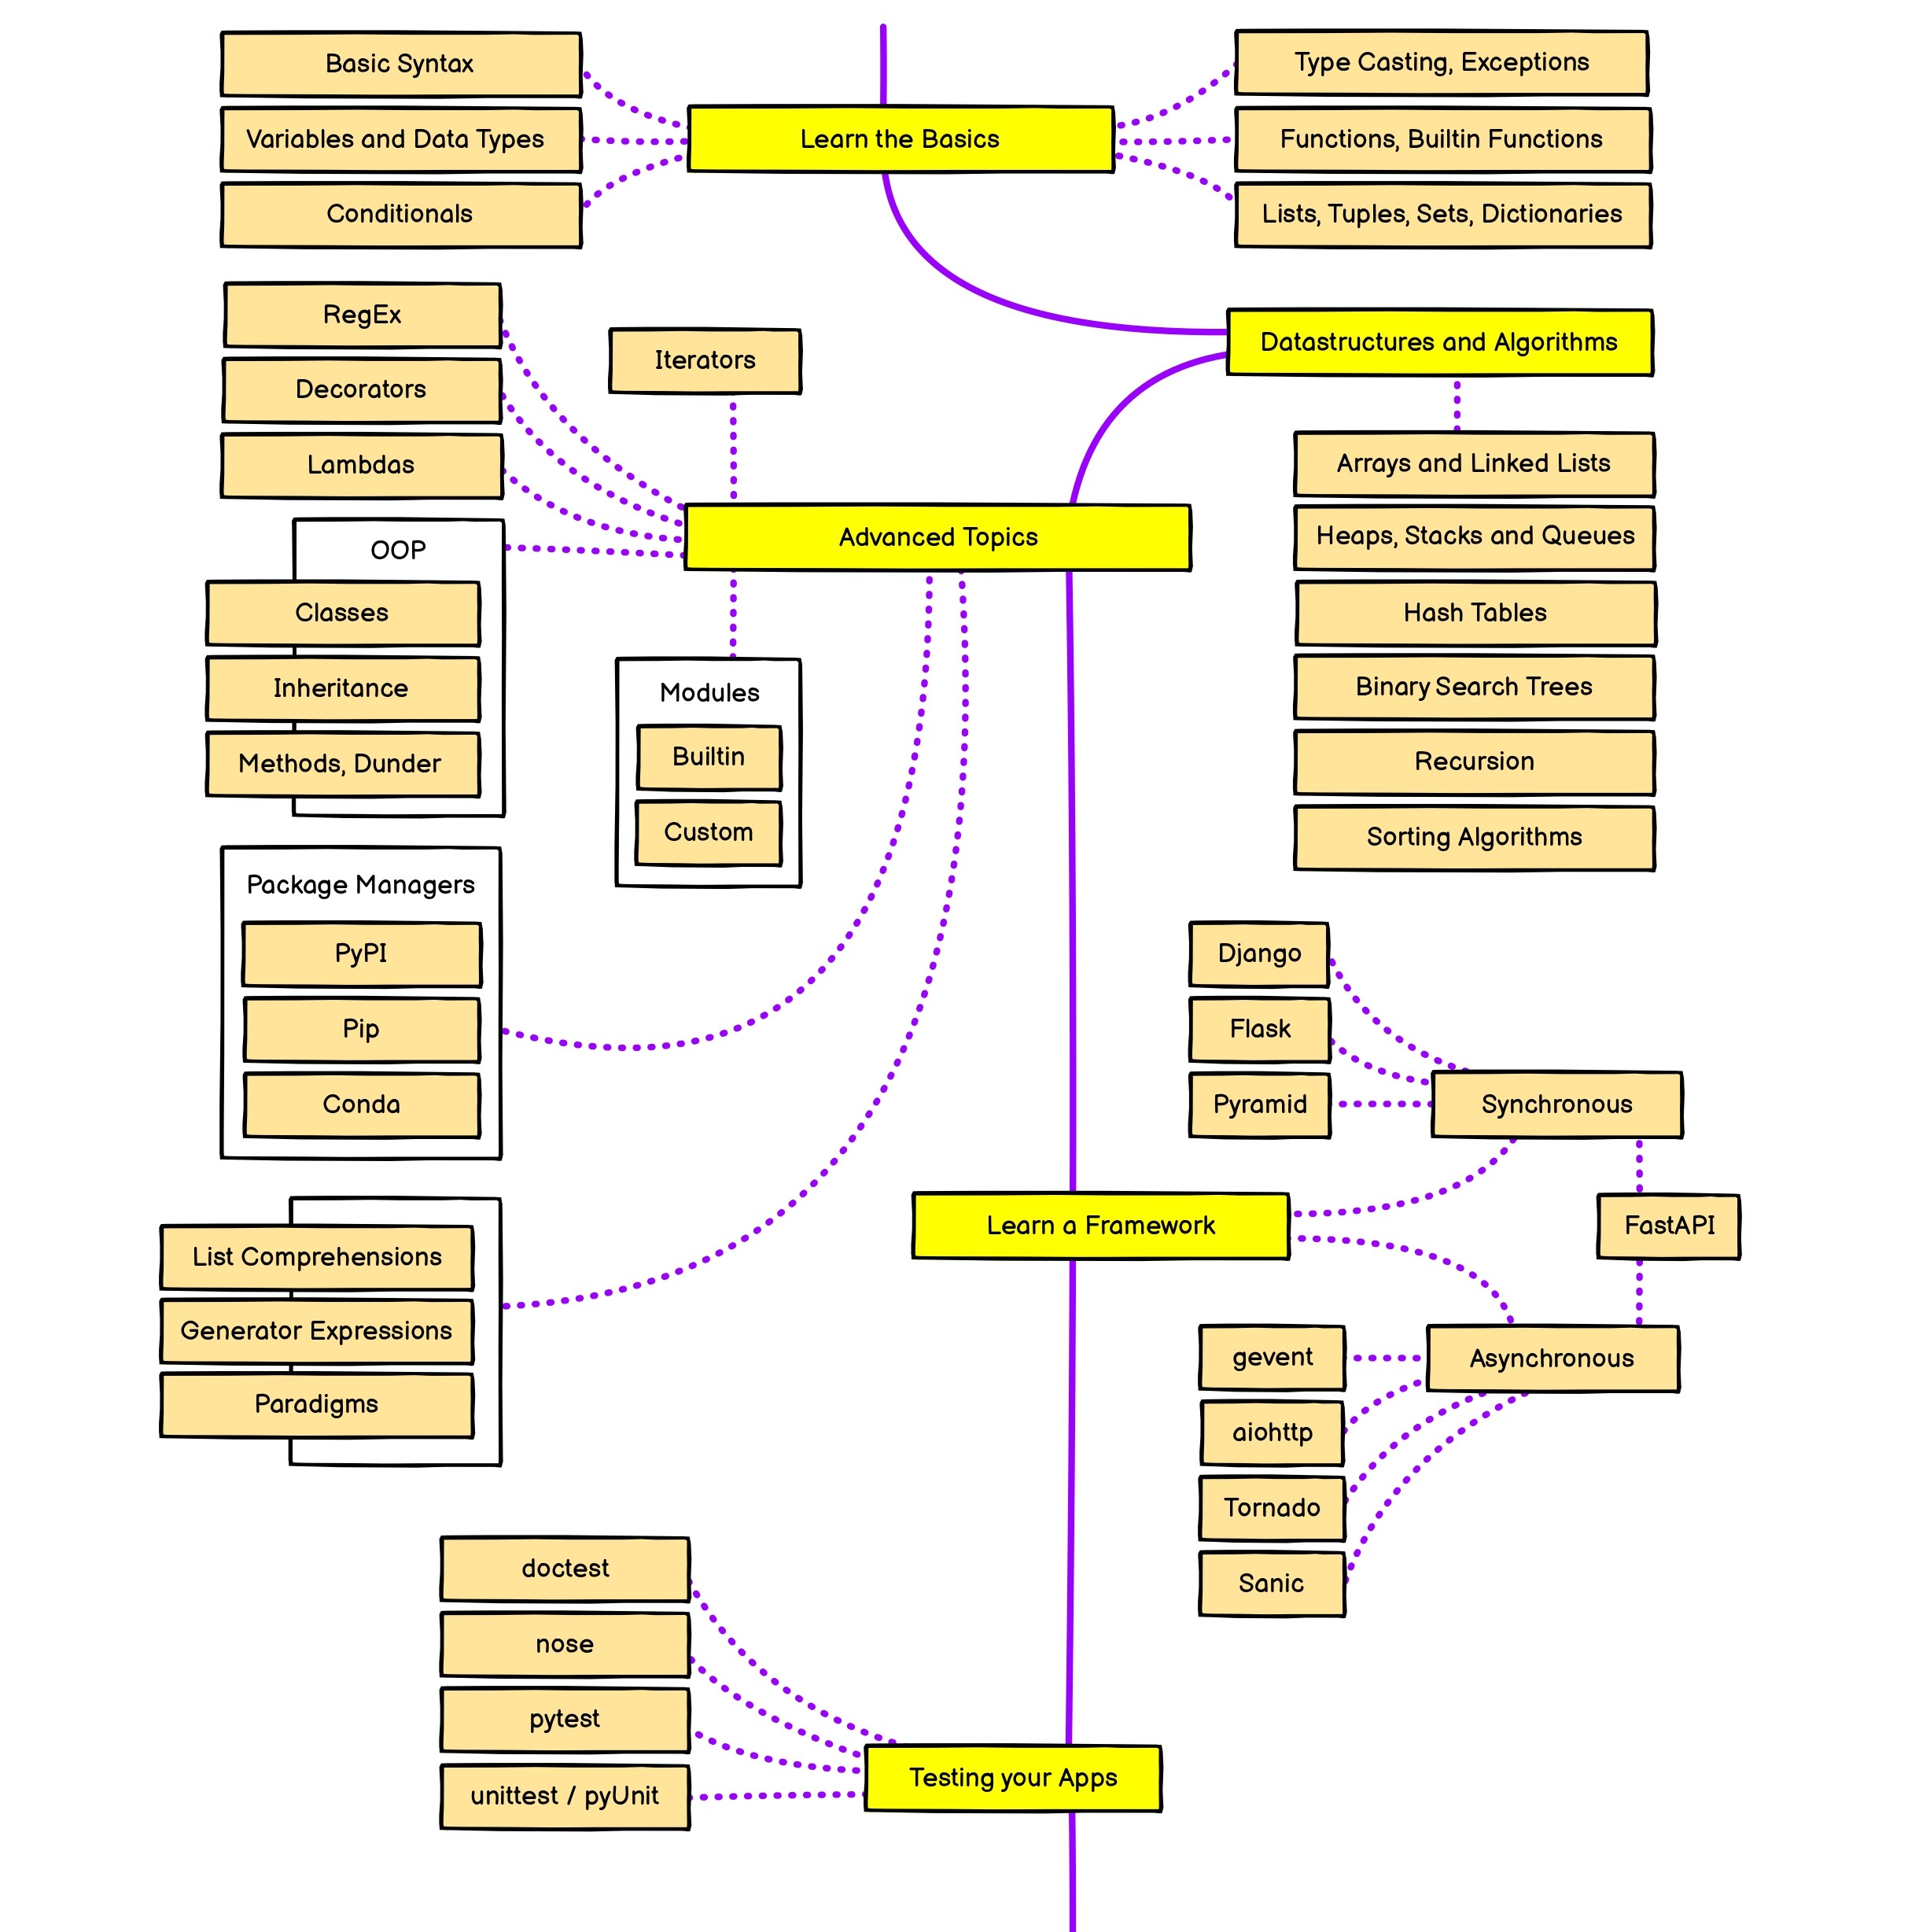 Basic Syntax
Variables and Data Types
Conditionals
Learn the Basics
Type Casting, Exceptions
Functions, Builtin Functions
Lists, Tuples, Sets, Dictionaries
Datastructures and Algorithms
Arrays and Linked Lists
Heaps, Stacks and Queues
Hash Tables
Binary Search Trees
Recursion
Sorting Algorithms
RegEx
Decorators
Lambdas
Iterators
Advanced Topics
OOP
Classes
Inheritance
Methods, Dunder
Modules
Builtin
Custom
Package Managers
PyPI
Pip
Conda
List Comprehensions
Generator Expressions
Paradigms
Learn a Framework
Django
Flask
Pyramid
Synchronous
FastAPI
Asynchronous
gevent
aiohttp
Tornado
Sanic
doctest
nose
pytest
unittest / pyUnit
Testing your Apps